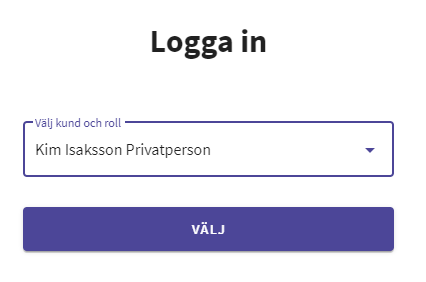 Logga in
Välj kund och roll
Kim Isaksson Privatperson
VÄLJ